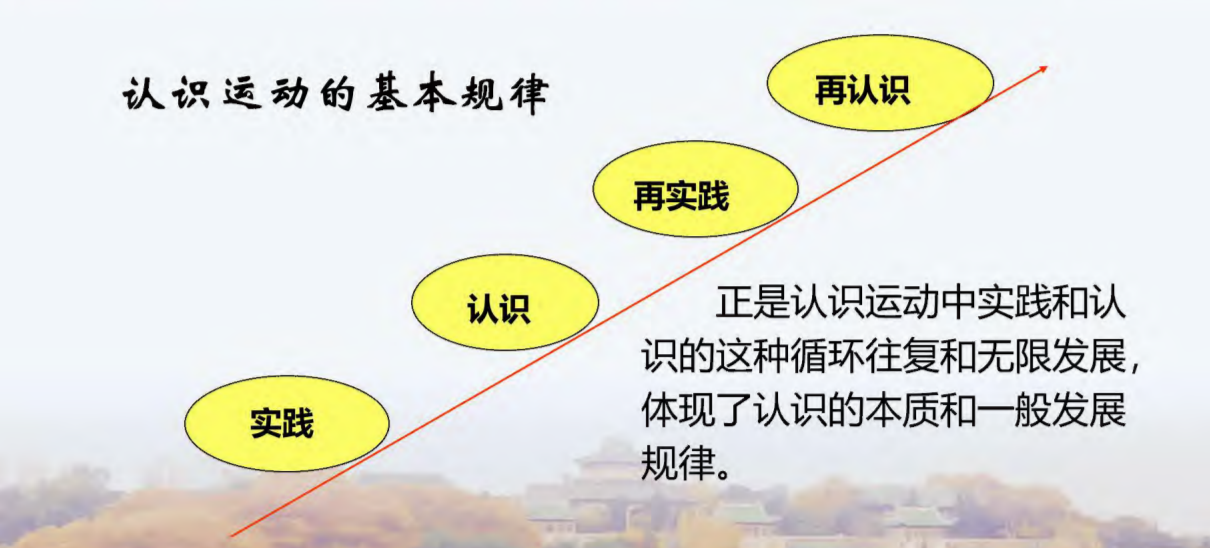 认识运动的基本规律
再认识
再实践
认识
实践
正是认识运动中实践和认
识的这种循环往复和无限发展，
体现了认识的本质和一般发展
规律。